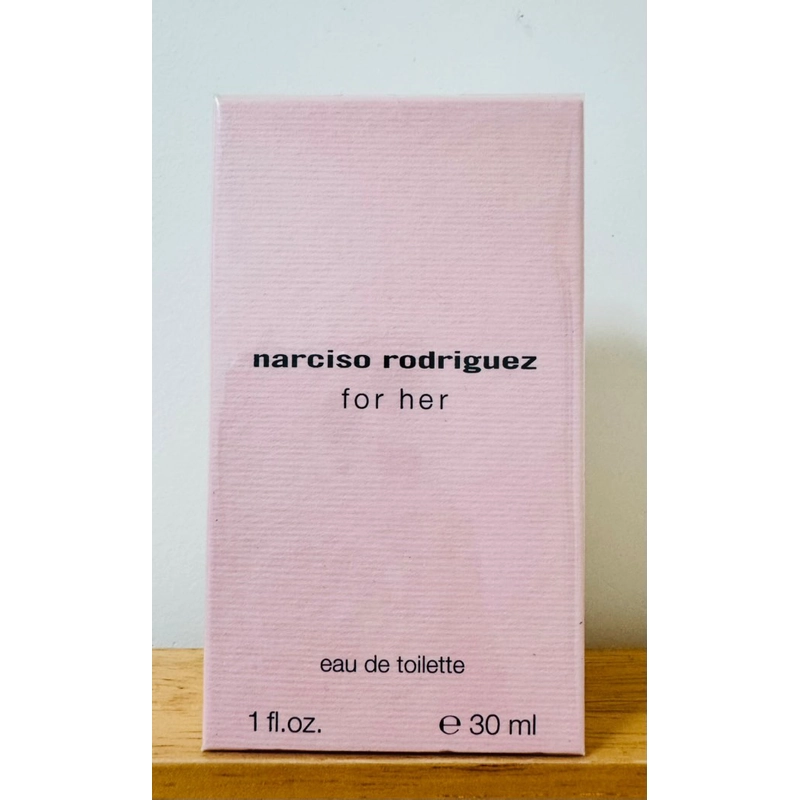 narciso rodriguez
for her
eau de toilette
1 fl.oz. ℮ 30 ml